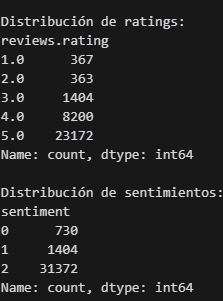 Distribución de ratings:
reviews.rating
1.0 367
2.0 363
3.0 1404
4.0 8200
5.0 23172
Name: count, dtype: int64
Distribución de sentimientos:
sentiment
0 730
1 1404
2 31372
Name: count, dtype: int64